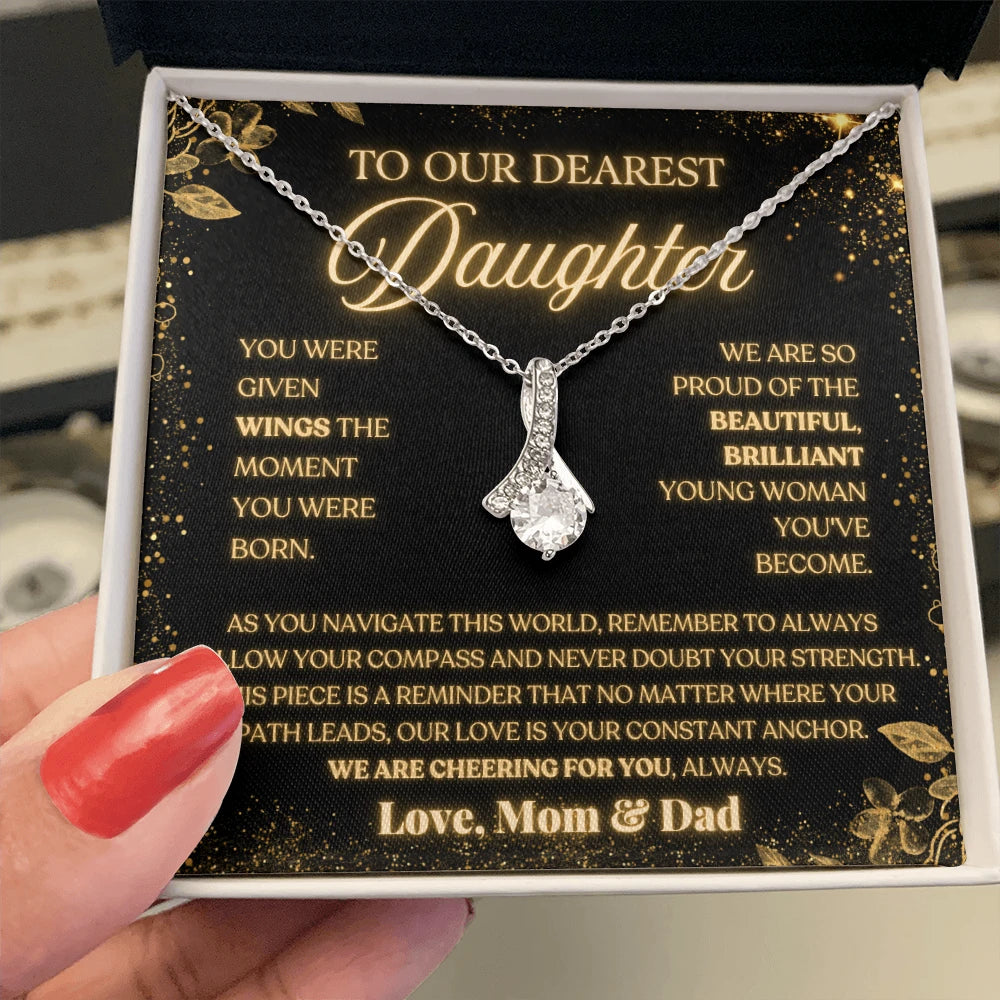 TO OUR DEAREST
Daughter
YOU WERE
GIVEN
WINGS THE
MOMENT
YOU WERE
BORN.
WE ARE SO
PROUD OF THE
BEAUTIFUL,
BRILLIANT
YOUNG WOMAN
YOU'VE
BECOME.
AS YOU NAVIGATE THIS WORLD, REMEMBER TO ALWAYS
LLOW YOUR COMPASS AND NEVER DOUBT YOUR STRENGTH.
IS PIECE IS A REMINDER THAT NO MATTER WHERE YOUR
PATH LEADS, OUR LOVE IS YOUR CONSTANT ANCHOR.
WE ARE CHEERING FOR YOU, ALWAYS.
Love, Mom & Dad